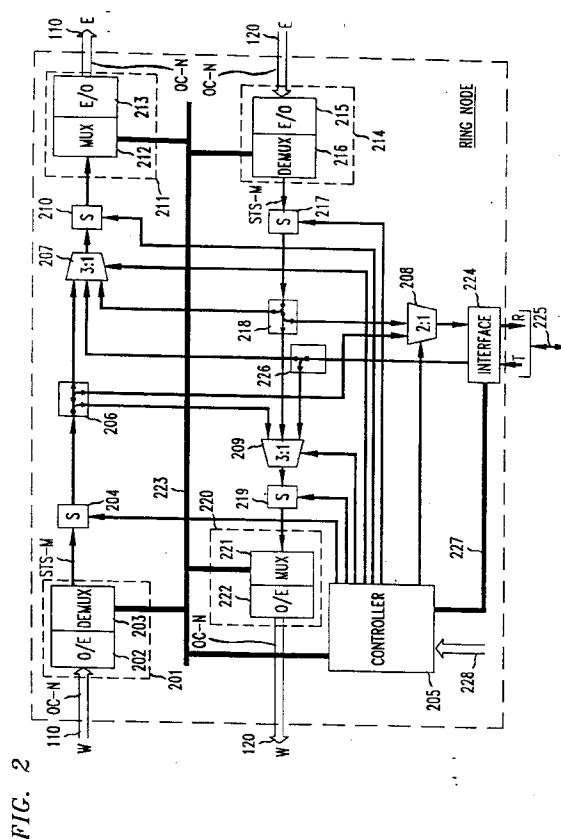 FIG. 2
110 E
OC-N
E/O
213
MUX
212
211
OC-N
120 E
OC-N
E/O
215
DEMUX
216
214
RING NODE
210
S
207
3:1
STS-M
S
217
218
226
208
2:1
224
INTERFACE
R
T
225
206
209
3:1
S
219
223
220
221
MUX
222
O/E
OC-N
204
S
STS-M
DEMUX
203
O/E
202
201
OC-N
110
W
120
W
CONTROLLER
205
227
228